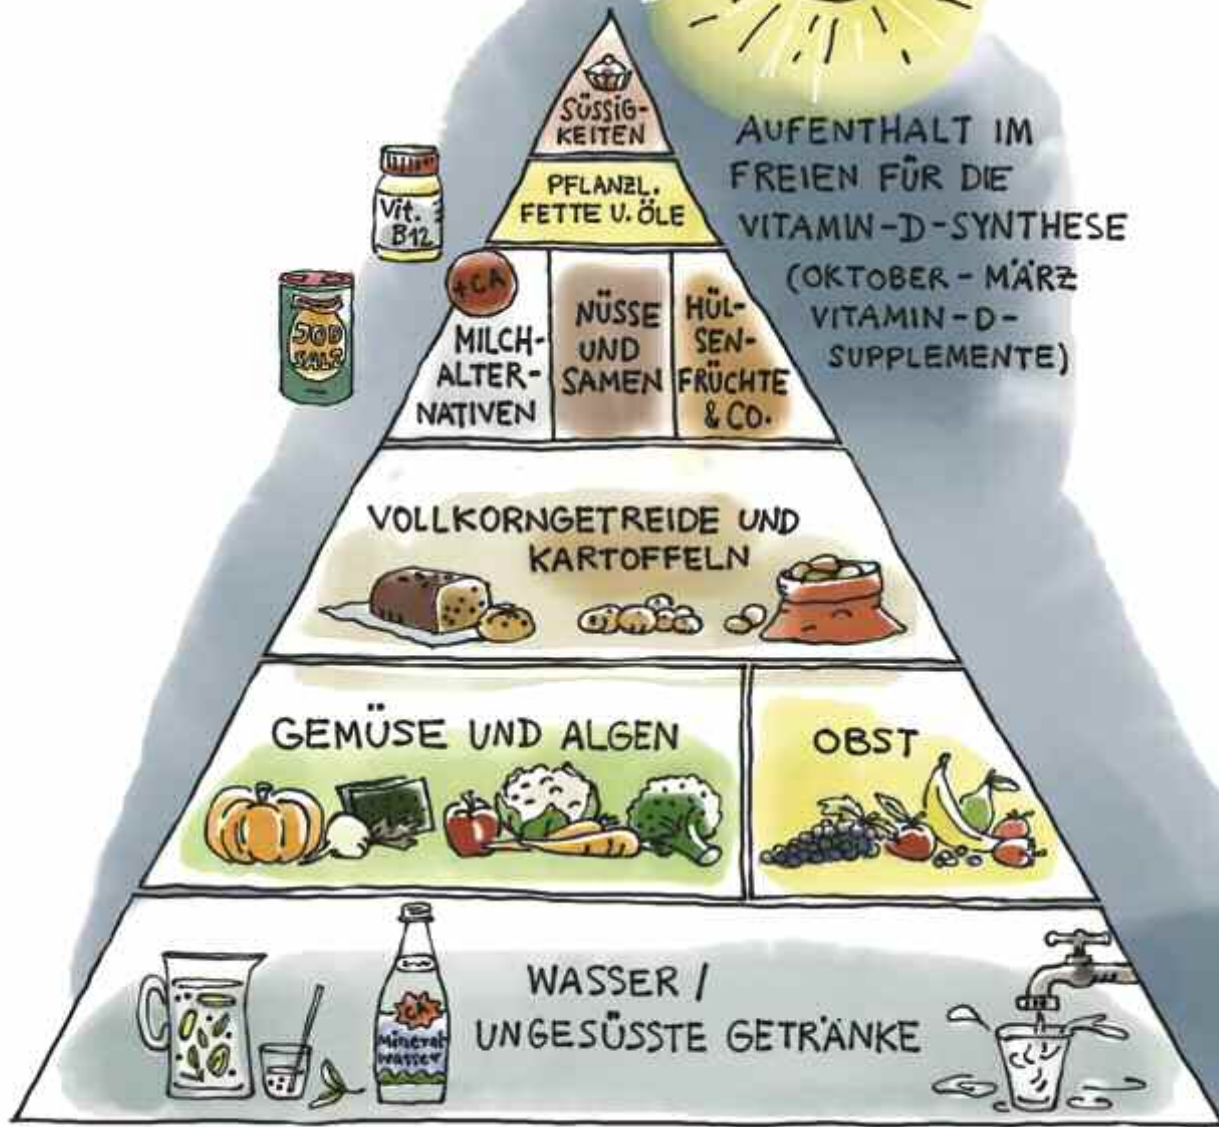 SÜSSIG-
KEITEN
PFLANZL.
FETTE U. ÖLE
AUFENTHALT IM
FREIEN FÜR DIE
VITAMIN-D-SYNTHESE
(OKTOBER - MÄRZ
VITAMIN-D-
SUPPLEMENTE)
Vit.
B12
JOD
SALZ
+CA
MILCH-
ALTER-
NATIVEN
NÜSSE
UND
SAMEN
HÜL-
SEN-
FRÜCHTE
& CO.
VOLLKORNGETREIDE UND
KARTOFFELN
GEMÜSE UND ALGEN
OBST
CA
Mineral
wasser
WASSER /
UNGESÜSSTE GETRÄNKE